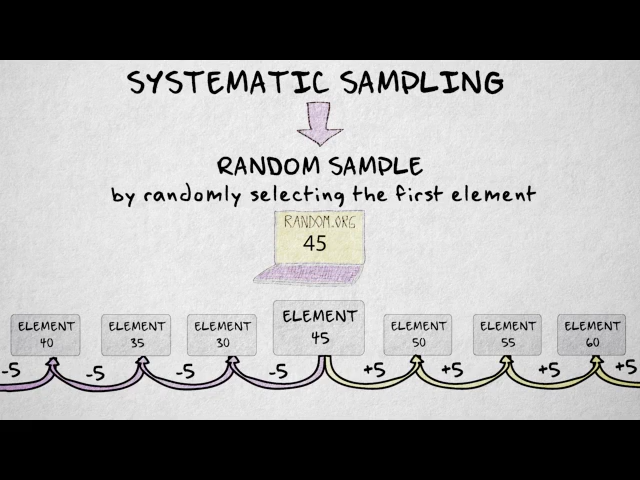 SYSTEMATIC SAMPLING
RANDOM SAMPLE
by randomly selecting the first element
RANDOM.ORG
45
ELEMENT
40
ELEMENT
35
ELEMENT
30
ELEMENT
45
ELEMENT
50
ELEMENT
55
ELEMENT
60
-5 -5 -5 -5 +5 +5 +5 +5